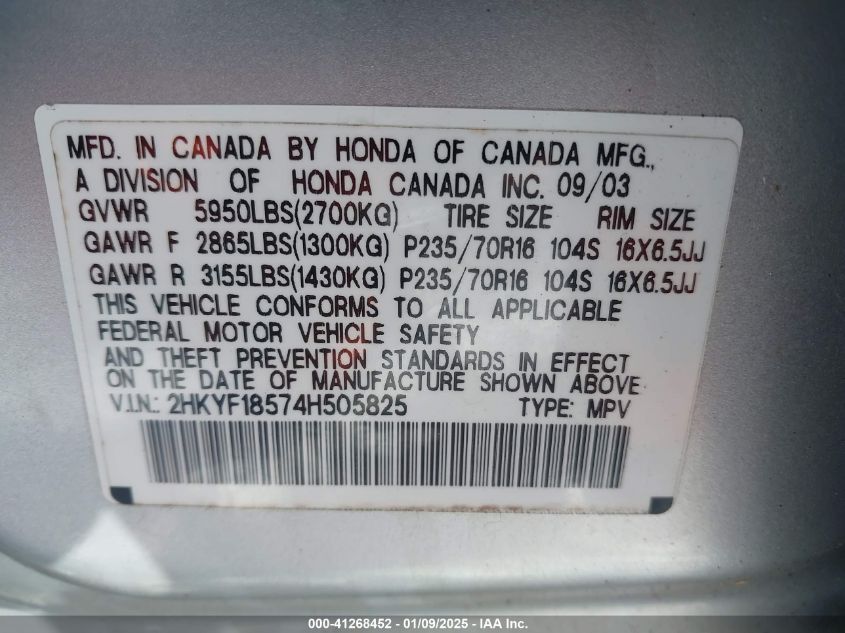 MFD. IN CANADA BY HONDA OF CANADA MFG.,
A DIVISION OF HONDA CANADA INC. 09/03
GVWR 5950LBS(2700KG) TIRE SIZE RIM SIZE
GAWR F 2865LBS(1300KG) P235/70R16 104S 16X6.5JJ
GAWR R 3155LBS(1430KG) P235/70R16 104S 16X6.5JJ
THIS VEHICLE CONFORMS TO ALL APPLICABLE
FEDERAL MOTOR VEHICLE SAFETY
AND THEFT PREVENTION STANDARDS IN EFFECT
ON THE DATE OF MANUFACTURE SHOWN ABOVE.
V.I.N.: 2HKYF18574H505825 TYPE: MPV
000-41268452 - 01/09/2025 - IAA Inc.